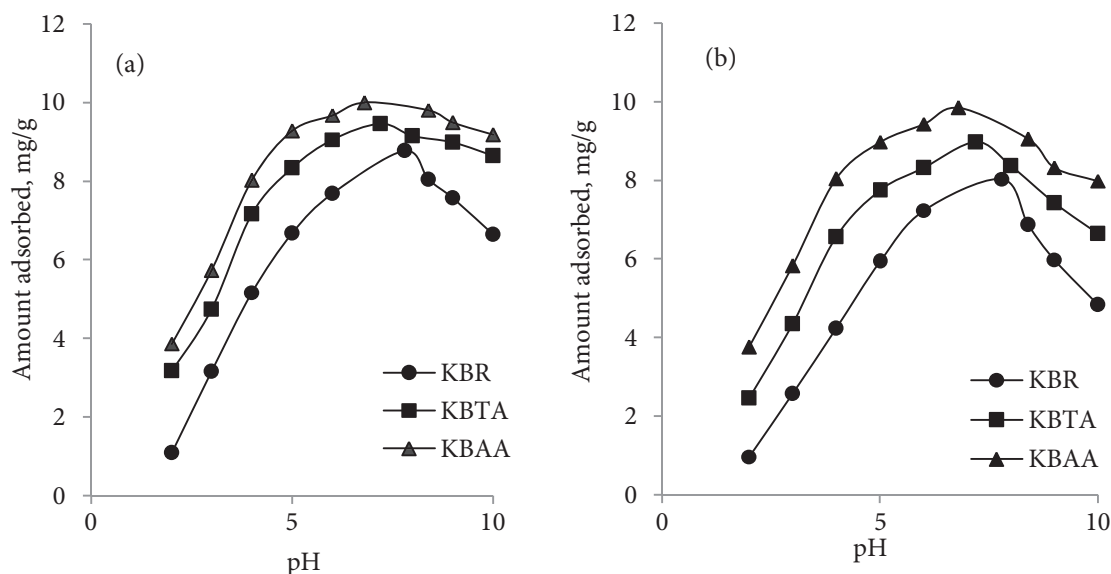 (a)
Amount adsorbed, mg/g
12
10
8
6
4
2
0
0 5 10
pH
KBR
KBTA
KBAA
(b)
Amount adsorbed, mg/g
12
10
8
6
4
2
0
0 5 10
pH
KBR
KBTA
KBAA